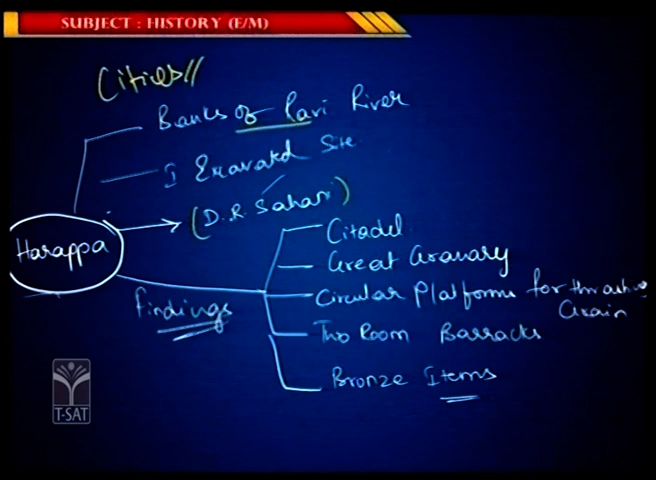 SUBJECT : HISTORY (E/M)
Cities//
Banks of Ravi River
I Excavated Site
(D.R. Sahani)
Harappa
Findings
Citadel
Great Granary
Circular Platforms for thrashing
Grain
Two Room Barracks
Bronze Items
T-SAT